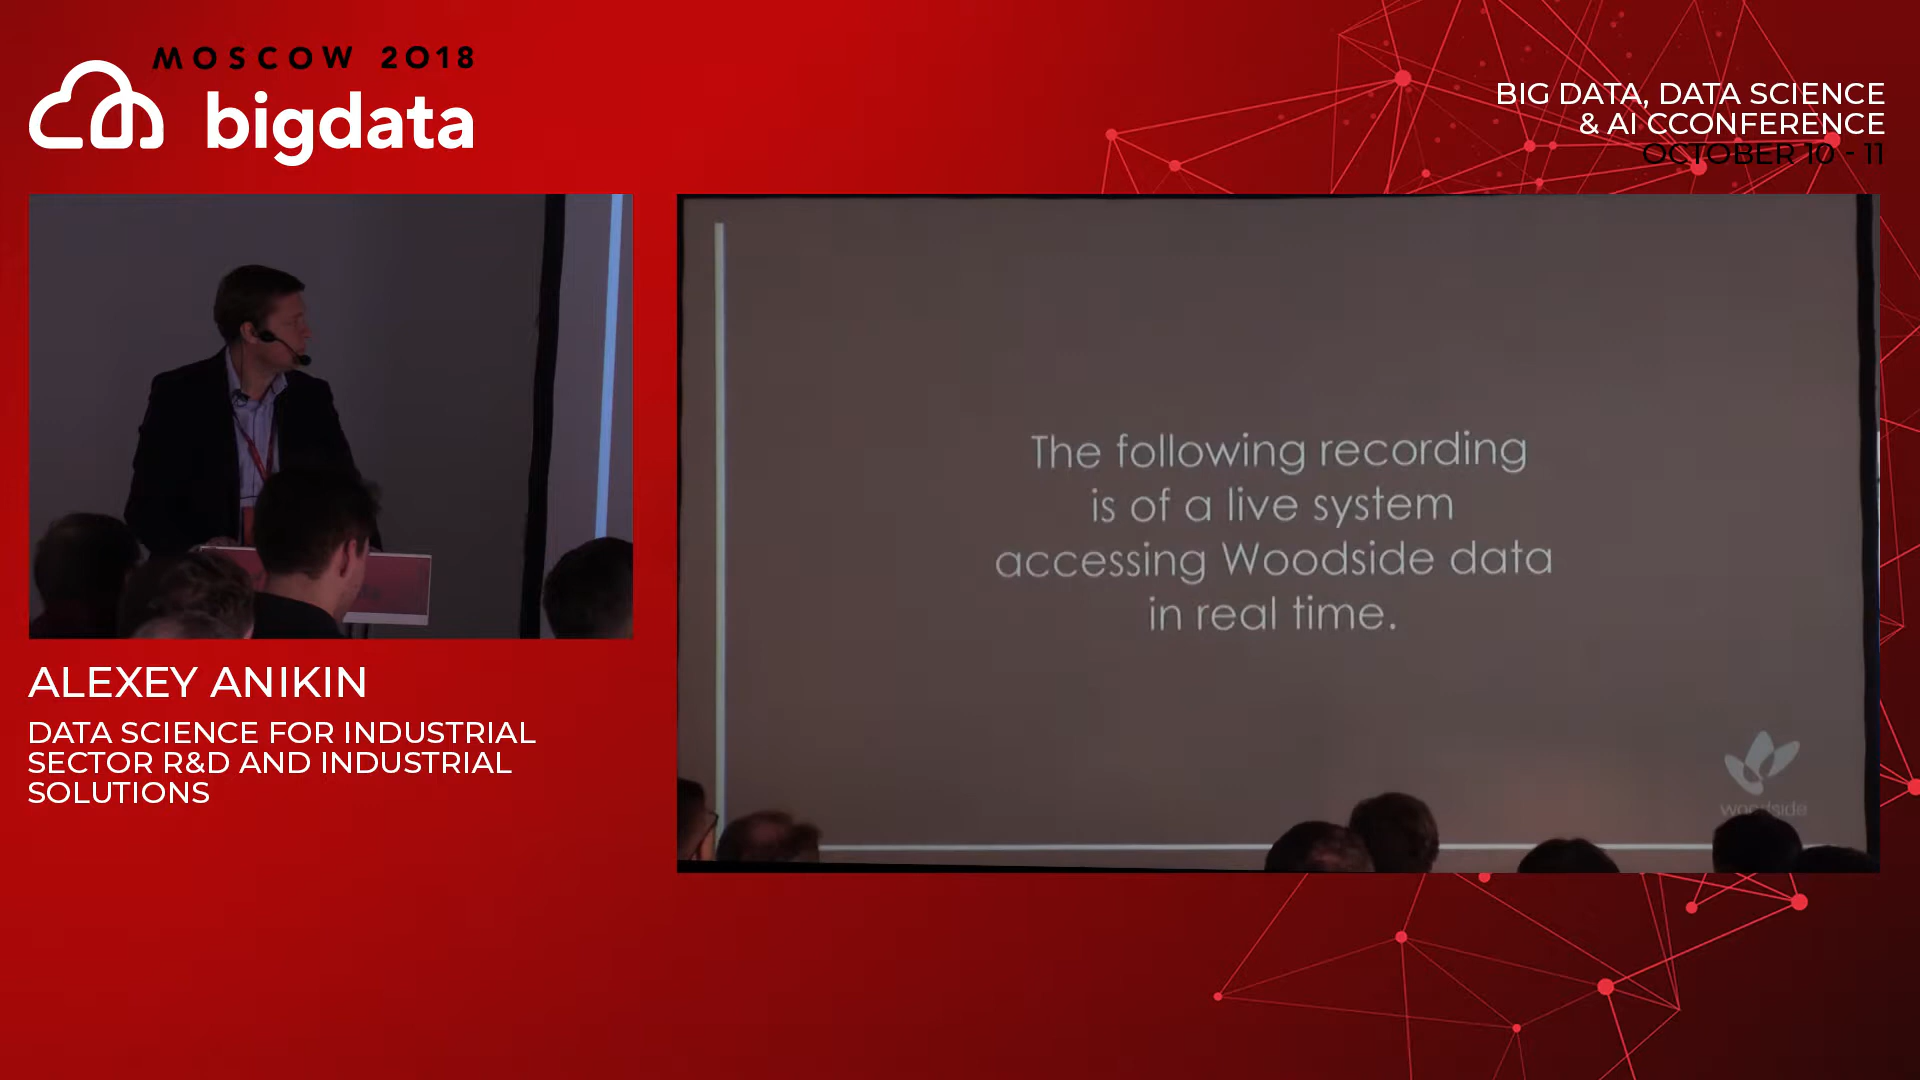 MOSCOW 2018
bigdata
BIG DATA, DATA SCIENCE
& AI CCONFERENCE
OCTOBER 10 - 11
The following recording
is of a live system
accessing Woodside data
in real time.
woodside
ALEXEY ANIKIN
DATA SCIENCE FOR INDUSTRIAL
SECTOR R&D AND INDUSTRIAL
SOLUTIONS